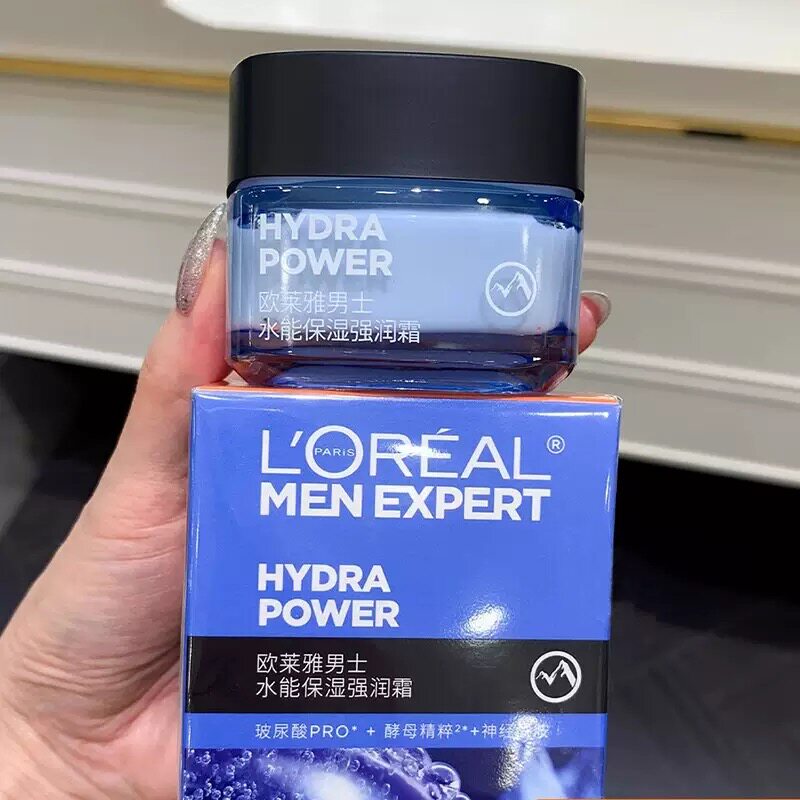 HYDRA
POWER
欧莱雅男士
水能保湿强润霜
L'ORÉAL®
PARIS
MEN EXPERT
HYDRA
POWER
欧莱雅男士
水能保湿强润霜
玻尿酸PRO* + 酵母精粹²*+神经酰胺